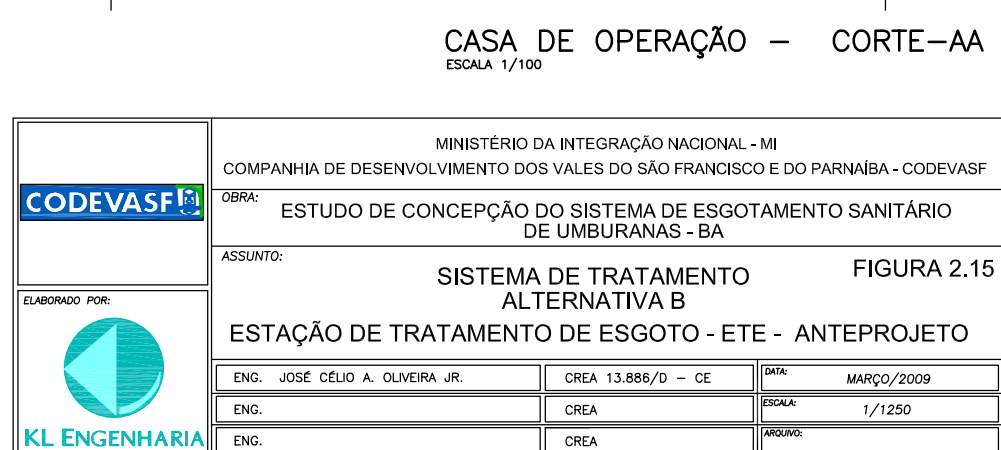 CASA DE OPERAÇÃO – CORTE–AA
ESCALA 1/100
MINISTÉRIO DA INTEGRAÇÃO NACIONAL - MI
COMPANHIA DE DESENVOLVIMENTO DOS VALES DO SÃO FRANCISCO E DO PARNAÍBA - CODEVASF
CODEVASF
OBRA:
ESTUDO DE CONCEPÇÃO DO SISTEMA DE ESGOTAMENTO SANITÁRIO
DE UMBURANAS - BA
ASSUNTO:
SISTEMA DE TRATAMENTO
ALTERNATIVA B
FIGURA 2.15
ESTAÇÃO DE TRATAMENTO DE ESGOTO - ETE - ANTEPROJETO
ELABORADO POR:
KL ENGENHARIA
ENG. JOSÉ CÉLIO A. OLIVEIRA JR. CREA 13.886/D – CE DATA: MARÇO/2009
ENG. CREA ESCALA: 1/1250
ENG. CREA ARQUIVO: